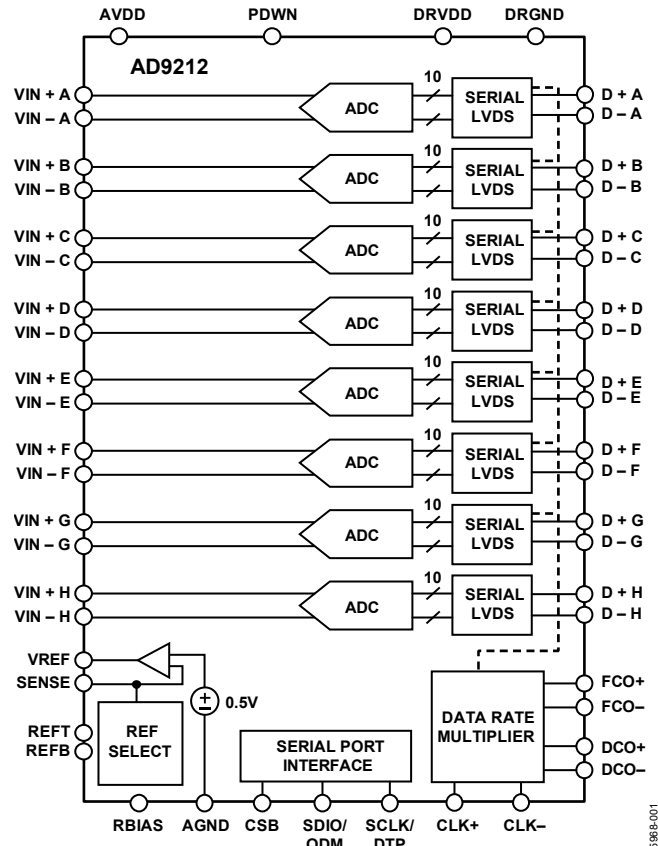 AVDD PDWN DRVDD DRGND
AD9212
VIN + A ADC 10 SERIAL LVDS D + A
VIN – A D – A
VIN + B ADC 10 SERIAL LVDS D + B
VIN – B D – B
VIN + C ADC 10 SERIAL LVDS D + C
VIN – C D – C
VIN + D ADC 10 SERIAL LVDS D + D
VIN – D D – D
VIN + E ADC 10 SERIAL LVDS D + E
VIN – E D – E
VIN + F ADC 10 SERIAL LVDS D + F
VIN – F D – F
VIN + G ADC 10 SERIAL LVDS D + G
VIN – G D – G
VIN + H ADC 10 SERIAL LVDS D + H
VIN – H D – H
VREF
SENSE
0.5V
REFT
REFB
REF
SELECT
SERIAL PORT
INTERFACE
DATA RATE
MULTIPLIER
FCO+
FCO–
DCO+
DCO–
RBIAS AGND CSB SDIO/ SCLK/ CLK+ CLK–
ODM DTP